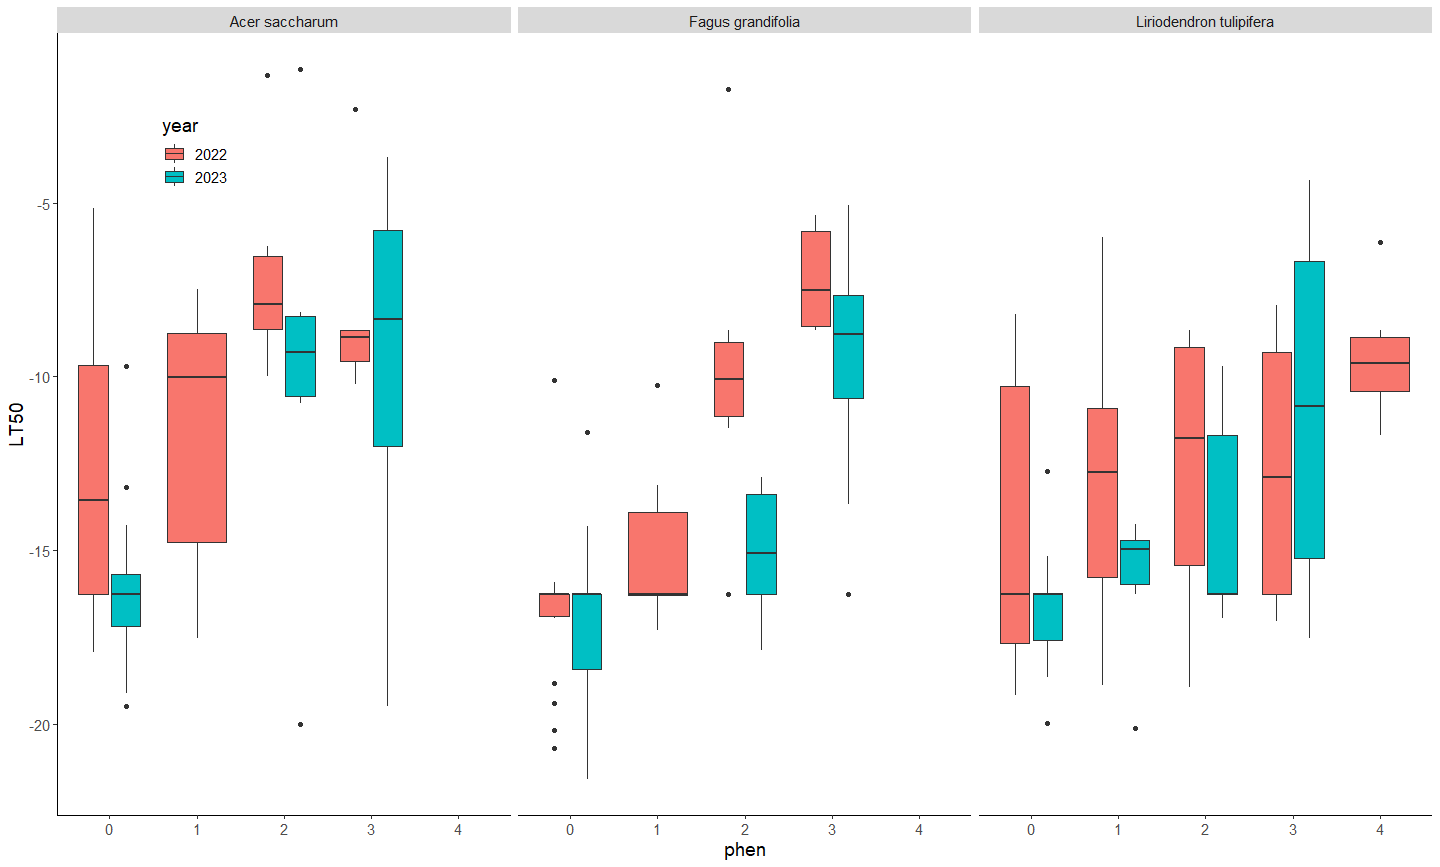 Acer saccharum
Fagus grandifolia
Liriodendron tulipifera
year
2022
2023
LT50
-5
-10
-15
-20
0 1 2 3 4
0 1 2 3 4
0 1 2 3 4
phen